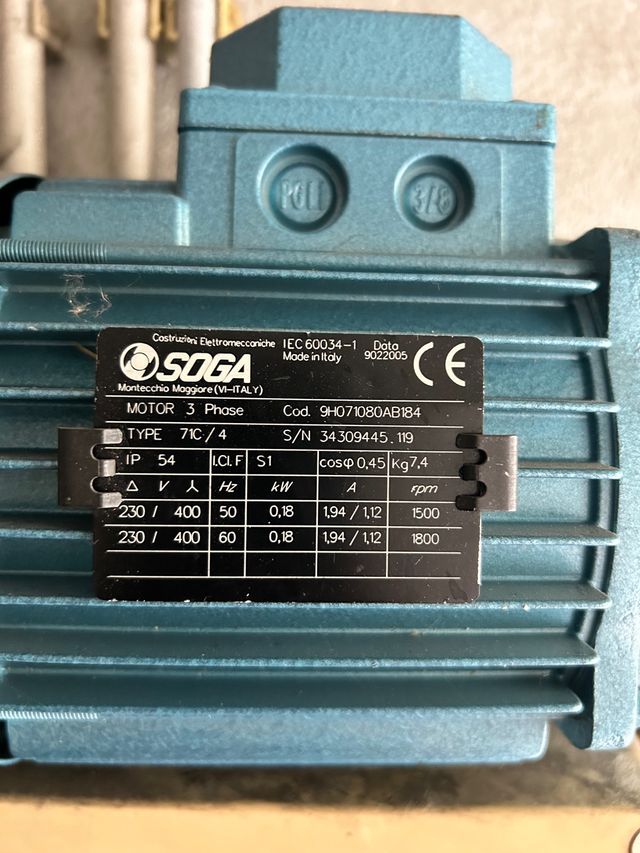 PG11 3/8
Costruzioni Elettromeccaniche IEC 60034-1 Data
SOGA Made in Italy 9022005 CE
Montecchio Maggiore (VI-ITALY)
MOTOR 3 Phase Cod. 9H071080AB184
TYPE 71C/4 S/N 34309445.119
IP 54 I.Cl.F S1 cosφ 0,45 Kg 7,4
Δ V ⅄ Hz kW A rpm
230 / 400 50 0,18 1,94 / 1,12 1500
230 / 400 60 0,18 1,94 / 1,12 1800